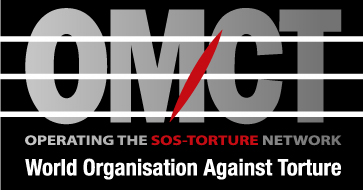 OMCT
OPERATING THE SOS-TORTURE NETWORK
World Organisation Against Torture